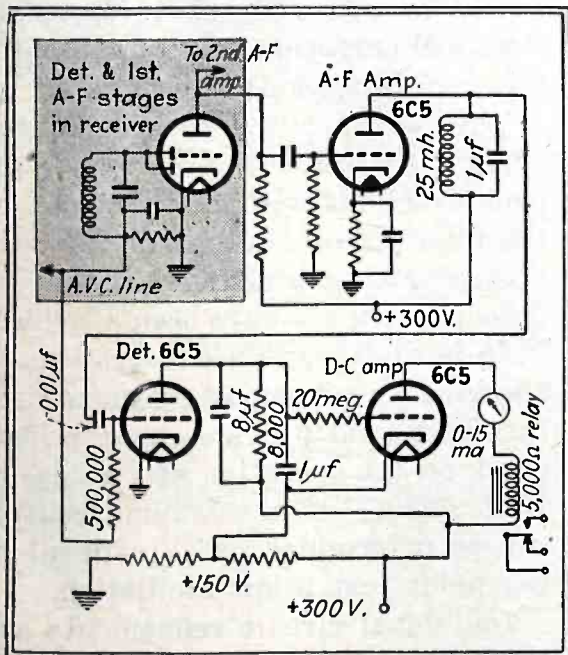 Det. & 1st.
A-F stages
in receiver
To 2nd. A-F
amp.
A-F Amp.
6C5
25 mh.
1µf
A.V.C. line
+300V.
0.01µf
Det. 6C5
500,000
8µf
8,000
1µf
20 meg.
D-C amp
6C5
0-15
ma
5,000Ω relay
+150 V.
+300V.